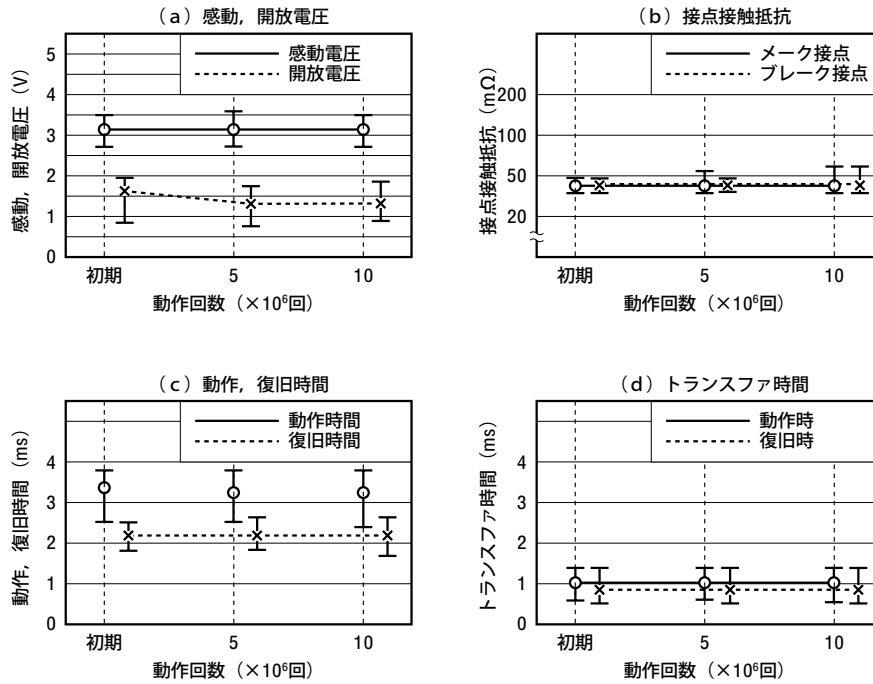 （a）感動，開放電圧
感動電圧
開放電圧
感動，開放電圧（V）
5
4
3
2
1
0
初期
5
10
動作回数（×10⁶回）
（b）接点接触抵抗
メーク接点
ブレーク接点
接点接触抵抗（mΩ）
200
100
50
20
初期
5
10
動作回数（×10⁶回）
（c）動作，復旧時間
動作時間
復旧時間
動作，復旧時間（ms）
4
3
2
1
0
初期
5
10
動作回数（×10⁶回）
（d）トランスファ時間
動作時
復旧時
トランスファ時間（ms）
4
3
2
1
0
初期
5
10
動作回数（×10⁶回）